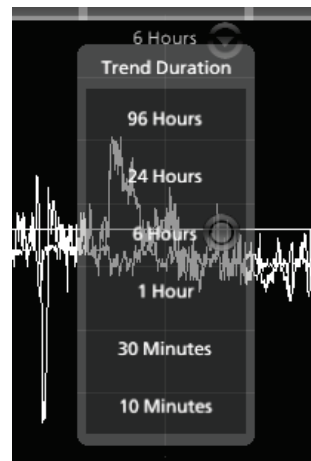 6 Hours
Trend Duration
96 Hours
24 Hours
6 Hours
1 Hour
30 Minutes
10 Minutes